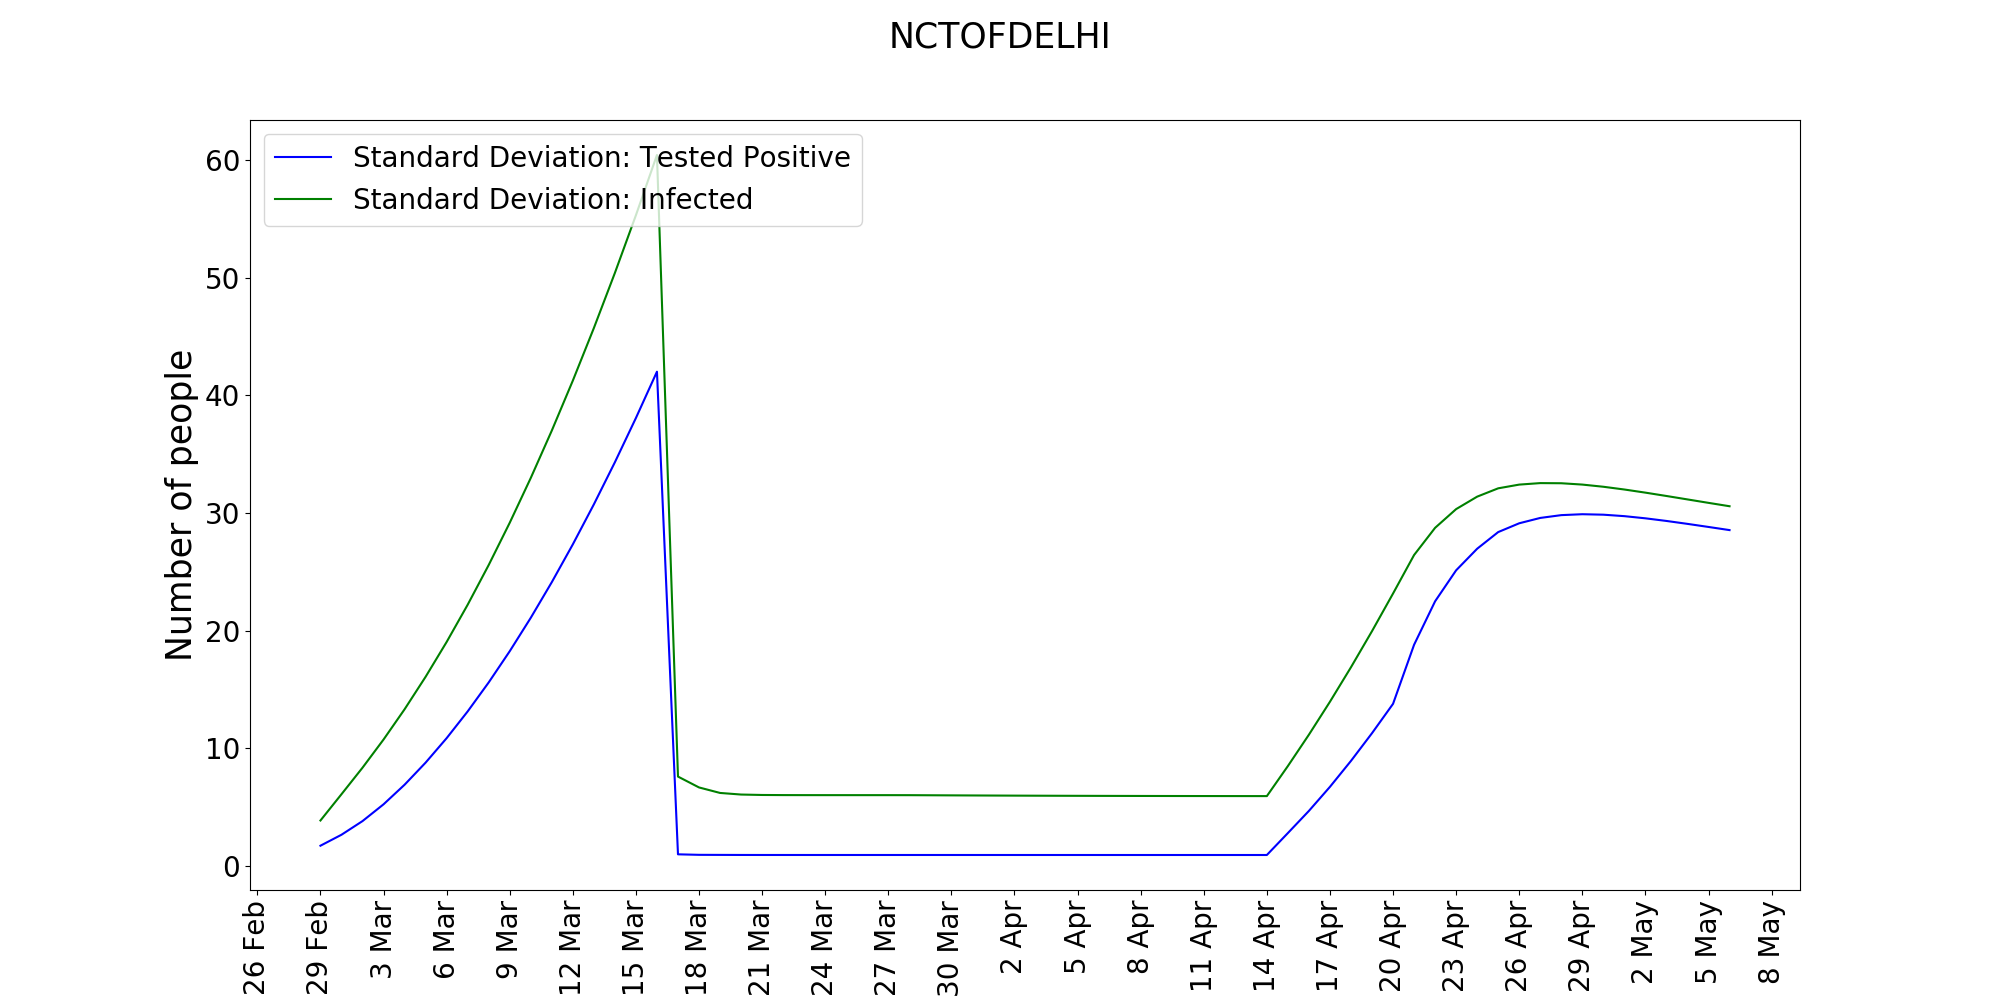 NCTOFDELHI
Standard Deviation: Tested Positive
Standard Deviation: Infected
Number of people
60
50
40
30
20
10
0
26 Feb
29 Feb
3 Mar
6 Mar
9 Mar
12 Mar
15 Mar
18 Mar
21 Mar
24 Mar
27 Mar
30 Mar
2 Apr
5 Apr
8 Apr
11 Apr
14 Apr
17 Apr
20 Apr
23 Apr
26 Apr
29 Apr
2 May
5 May
8 May